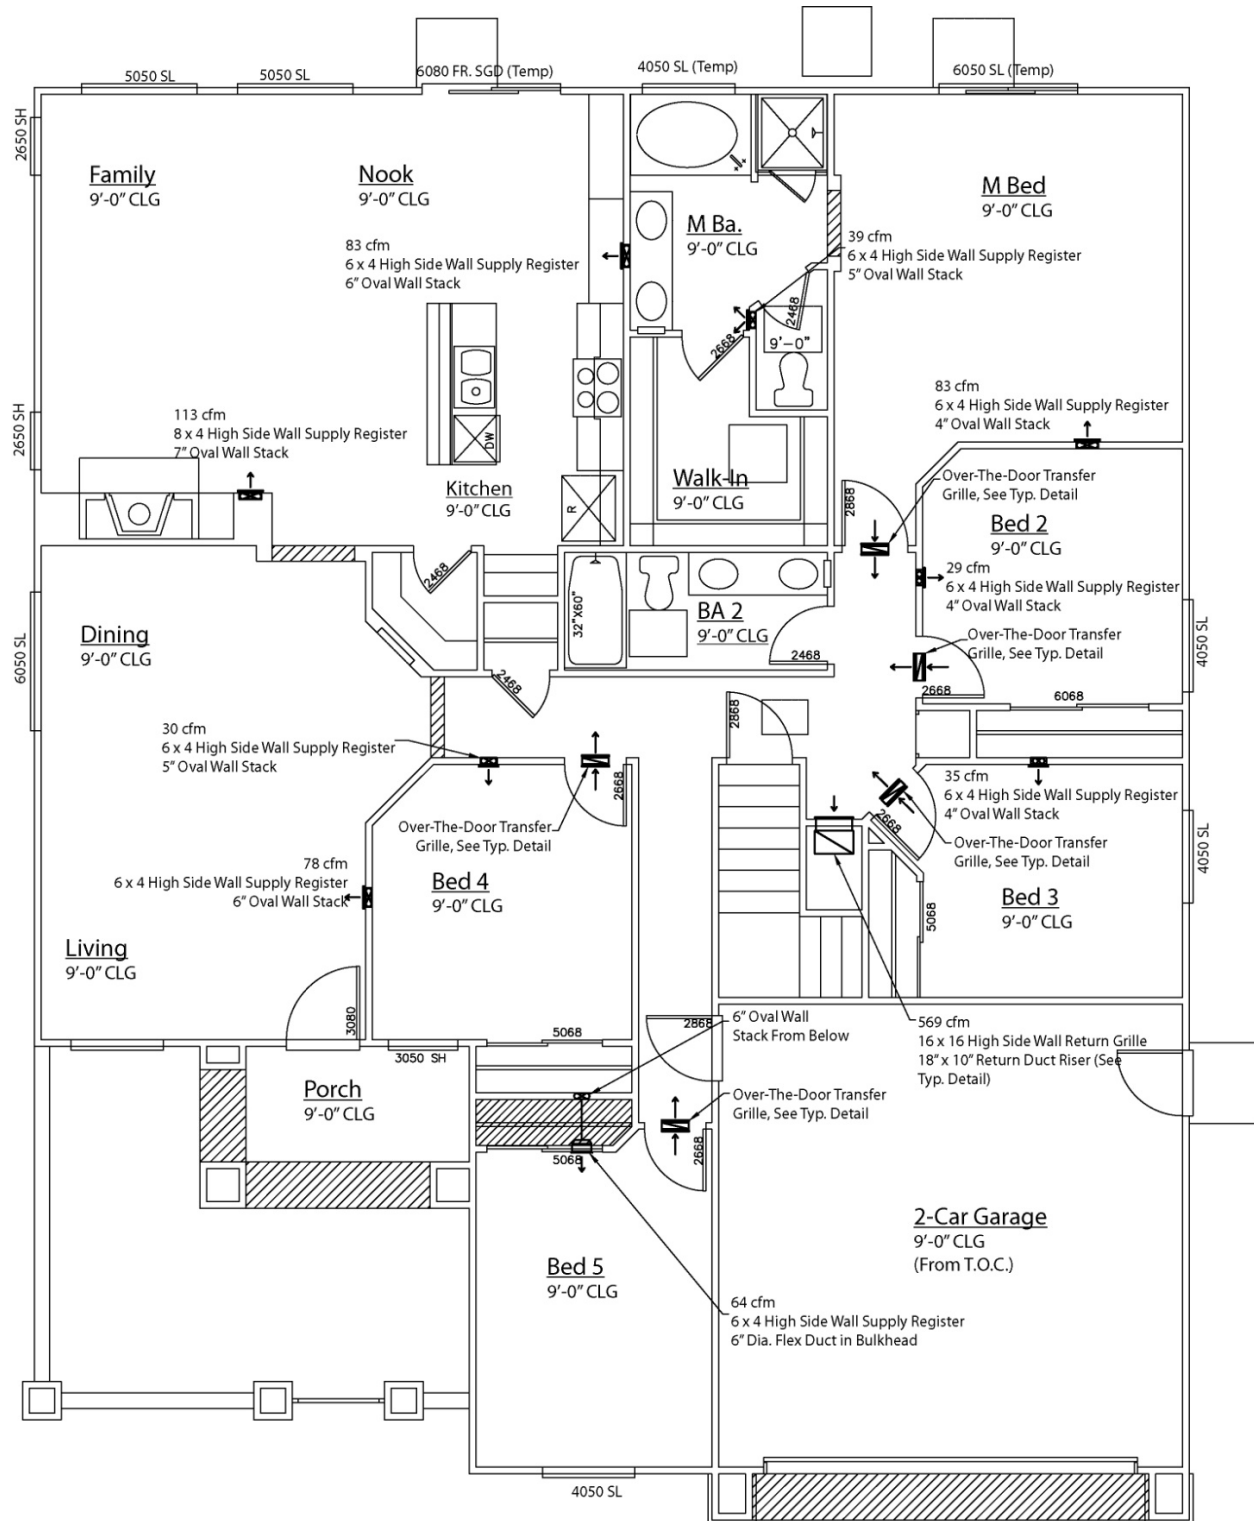 5050 SL
5050 SL
6080 FR. SGD (Temp)
4050 SL (Temp)
6050 SL (Temp)
2650 SH
Family
9'-0" CLG
Nook
9'-0" CLG
M Ba.
9'-0" CLG
M Bed
9'-0" CLG
83 cfm
6 x 4 High Side Wall Supply Register
6" Oval Wall Stack
39 cfm
6 x 4 High Side Wall Supply Register
5" Oval Wall Stack
2468
9'-0"
2668
2650 SH
113 cfm
8 x 4 High Side Wall Supply Register
7" Oval Wall Stack
DW
83 cfm
6 x 4 High Side Wall Supply Register
4" Oval Wall Stack
Kitchen
9'-0" CLG
R
Walk-In
9'-0" CLG
2868
Over-The-Door Transfer
Grille, See Typ. Detail
Bed 2
9'-0" CLG
29 cfm
6 x 4 High Side Wall Supply Register
4" Oval Wall Stack
2468
32"X60"
BA 2
9'-0" CLG
2468
Over-The-Door Transfer
Grille, See Typ. Detail
4050 SL
2668
6068
6050 SL
Dining
9'-0" CLG
2468
2868
30 cfm
6 x 4 High Side Wall Supply Register
5" Oval Wall Stack
2668
Over-The-Door Transfer
Grille, See Typ. Detail
35 cfm
6 x 4 High Side Wall Supply Register
4" Oval Wall Stack
2668
Over-The-Door Transfer
Grille, See Typ. Detail
4050 SL
78 cfm
6 x 4 High Side Wall Supply Register
6" Oval Wall Stack
Bed 4
9'-0" CLG
Bed 3
9'-0" CLG
5068
Living
9'-0" CLG
3080
5068
3050 SH
2868
6" Oval Wall
Stack From Below
569 cfm
16 x 16 High Side Wall Return Grille
18" x 10" Return Duct Riser (See
Typ. Detail)
Porch
9'-0" CLG
Over-The-Door Transfer
Grille, See Typ. Detail
5068
2668
2-Car Garage
9'-0" CLG
(From T.O.C.)
Bed 5
9'-0" CLG
64 cfm
6 x 4 High Side Wall Supply Register
6" Dia. Flex Duct in Bulkhead
4050 SL